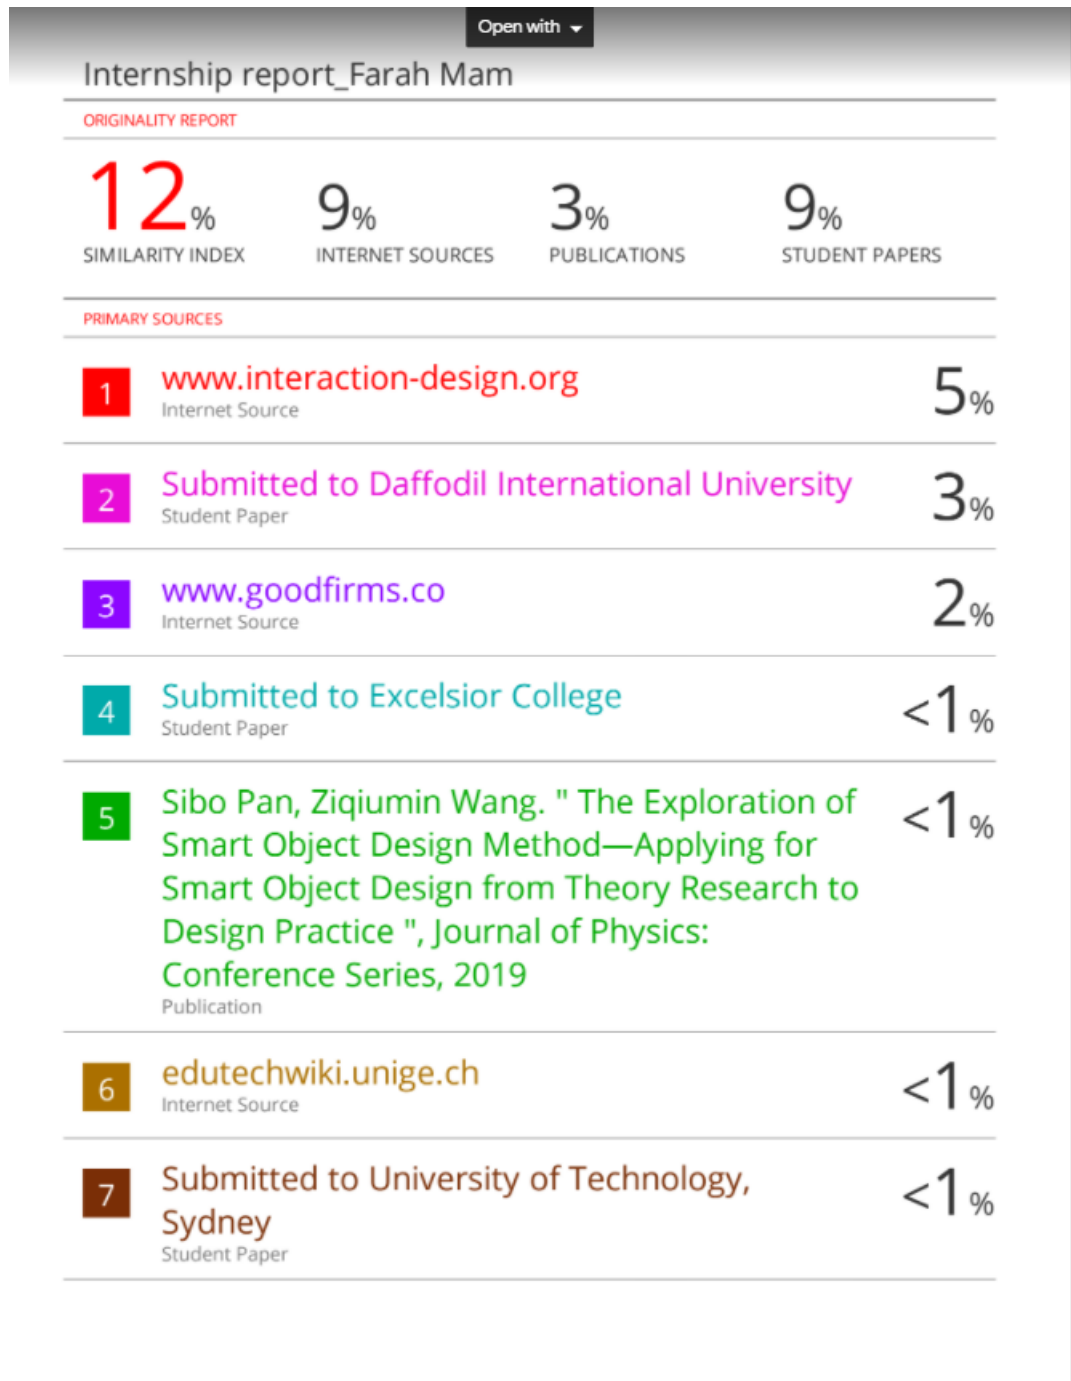 Open with
Internship report_Farah Mam
ORIGINALITY REPORT
12% 9% 3% 9%
SIMILARITY INDEX INTERNET SOURCES PUBLICATIONS STUDENT PAPERS
PRIMARY SOURCES
1 www.interaction-design.org 5%
Internet Source
2 Submitted to Daffodil International University 3%
Student Paper
3 www.goodfirms.co 2%
Internet Source
4 Submitted to Excelsior College <1%
Student Paper
5 Sibo Pan, Ziqiumin Wang. " The Exploration of <1%
Smart Object Design Method—Applying for
Smart Object Design from Theory Research to
Design Practice ", Journal of Physics:
Conference Series, 2019
Publication
6 edutechwiki.unige.ch <1%
Internet Source
7 Submitted to University of Technology, <1%
Sydney
Student Paper